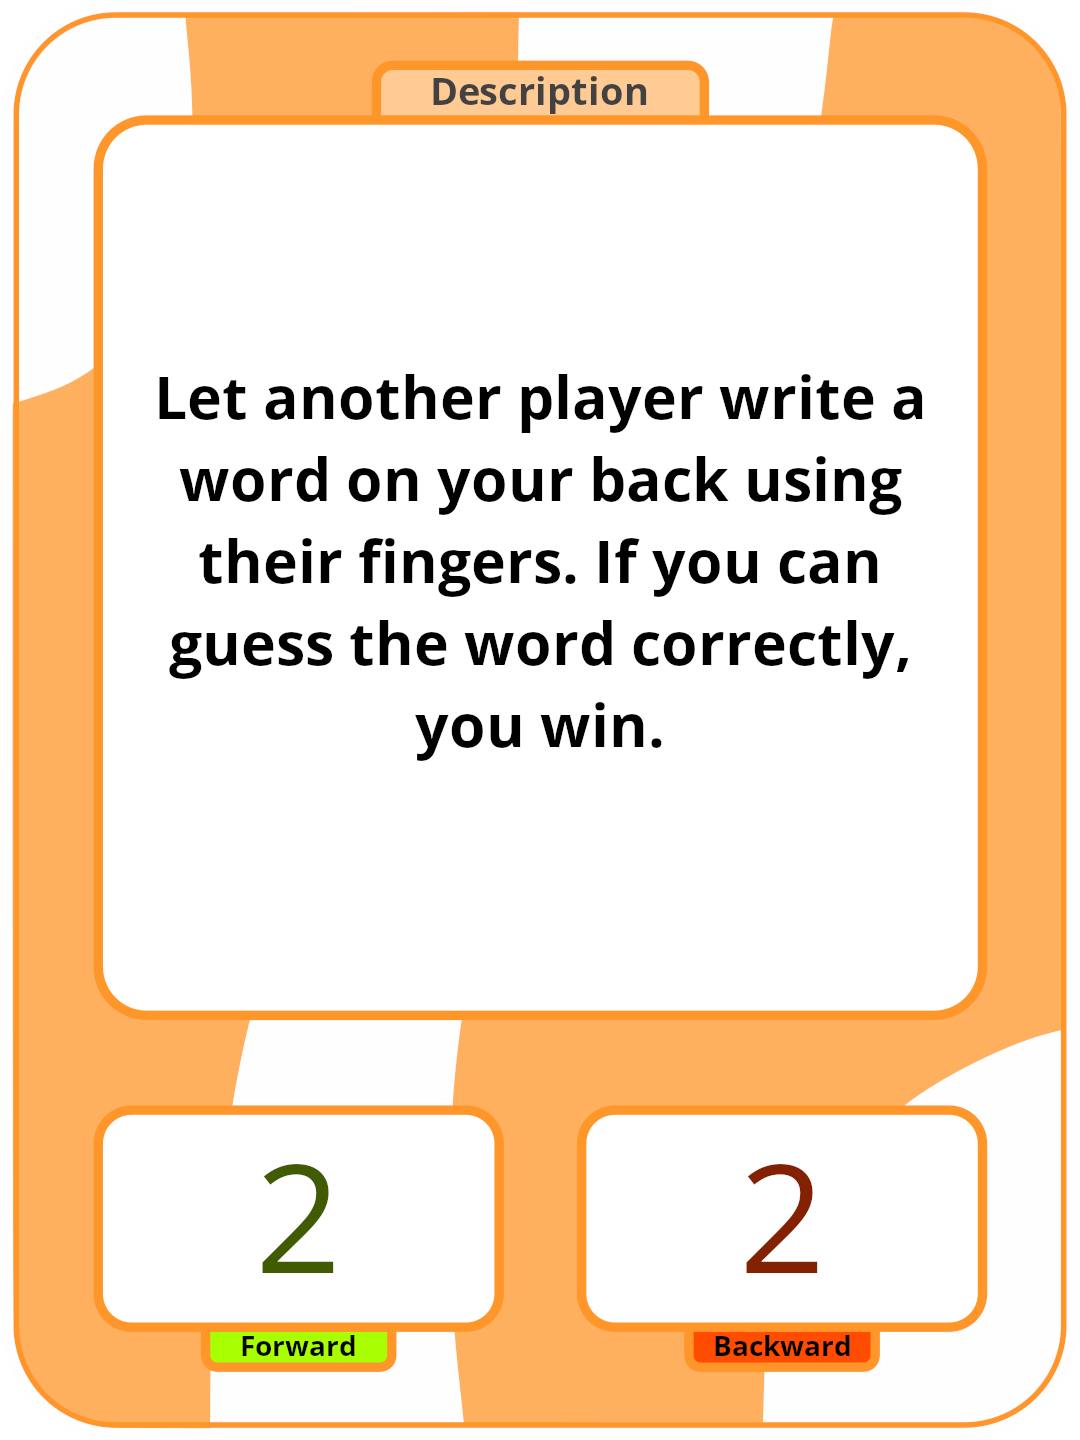 Description
Let another player write a
word on your back using
their fingers. If you can
guess the word correctly,
you win.
2
2
Forward
Backward